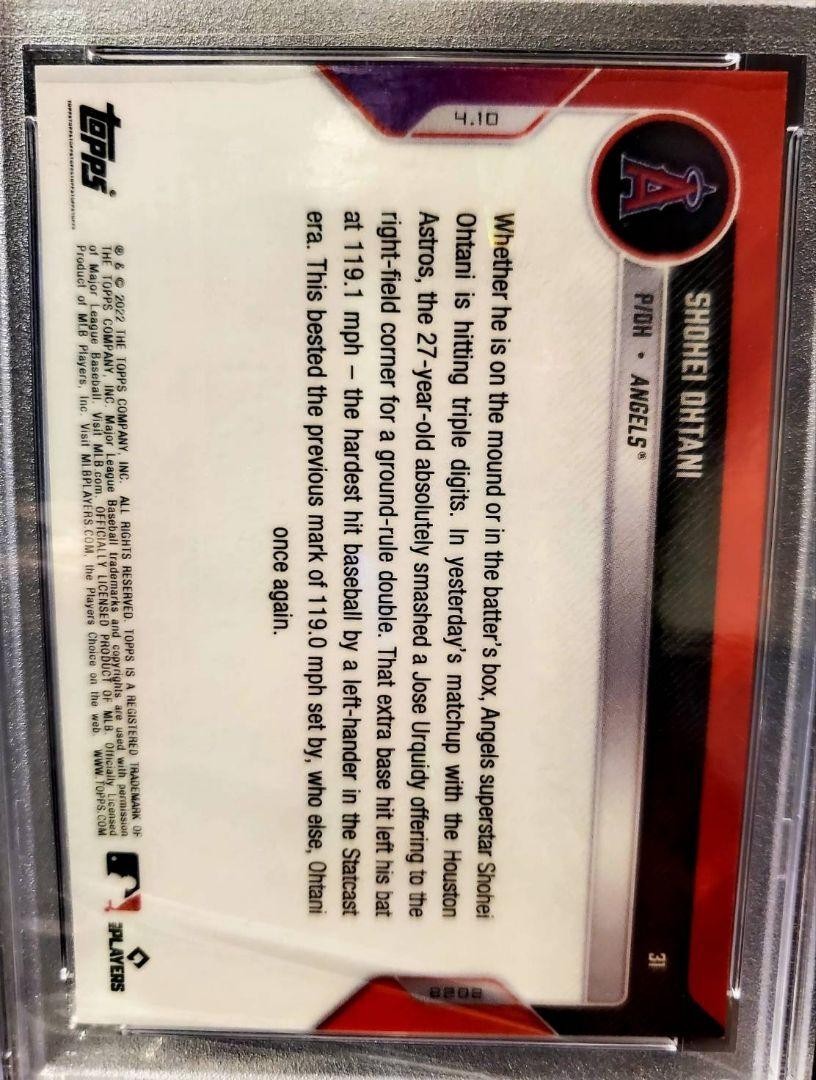 SHOHEI OHTANI
31
P/DH • ANGELS®
A
4.10
Whether he is on the mound or in the batter's box, Angels superstar Shohei
Ohtani is hitting triple digits. In yesterday's matchup with the Houston
Astros, the 27-year-old absolutely smashed a Jose Urquidy offering to the
right-field corner for a ground-rule double. That extra base hit left his bat
at 119.1 mph – the hardest hit baseball by a left-hander in the Statcast
era. This bested the previous mark of 119.0 mph set by, who else, Ohtani
once again.
topps®
® & © 2022 THE TOPPS COMPANY, INC. ALL RIGHTS RESERVED. TOPPS IS A REGISTERED TRADEMARK OF
THE TOPPS COMPANY, INC. Major League Baseball trademarks and copyrights are used with permission
of Major League Baseball. Visit MLB.com. OFFICIALLY LICENSED PRODUCT OF MLB. Officially Licensed
Product of MLB Players, Inc. Visit MLBPLAYERS.COM, the Players Choice on the web. WWW.TOPPS.COM
PLAYERS